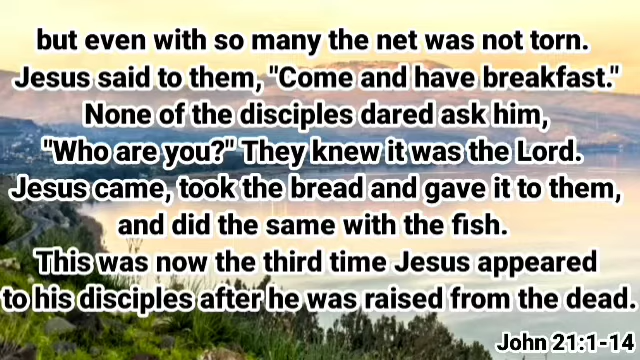 but even with so many the net was not torn.
Jesus said to them, "Come and have breakfast."
None of the disciples dared ask him,
"Who are you?" They knew it was the Lord.
Jesus came, took the bread and gave it to them,
and did the same with the fish.
This was now the third time Jesus appeared
to his disciples after he was raised from the dead.
John 21:1-14